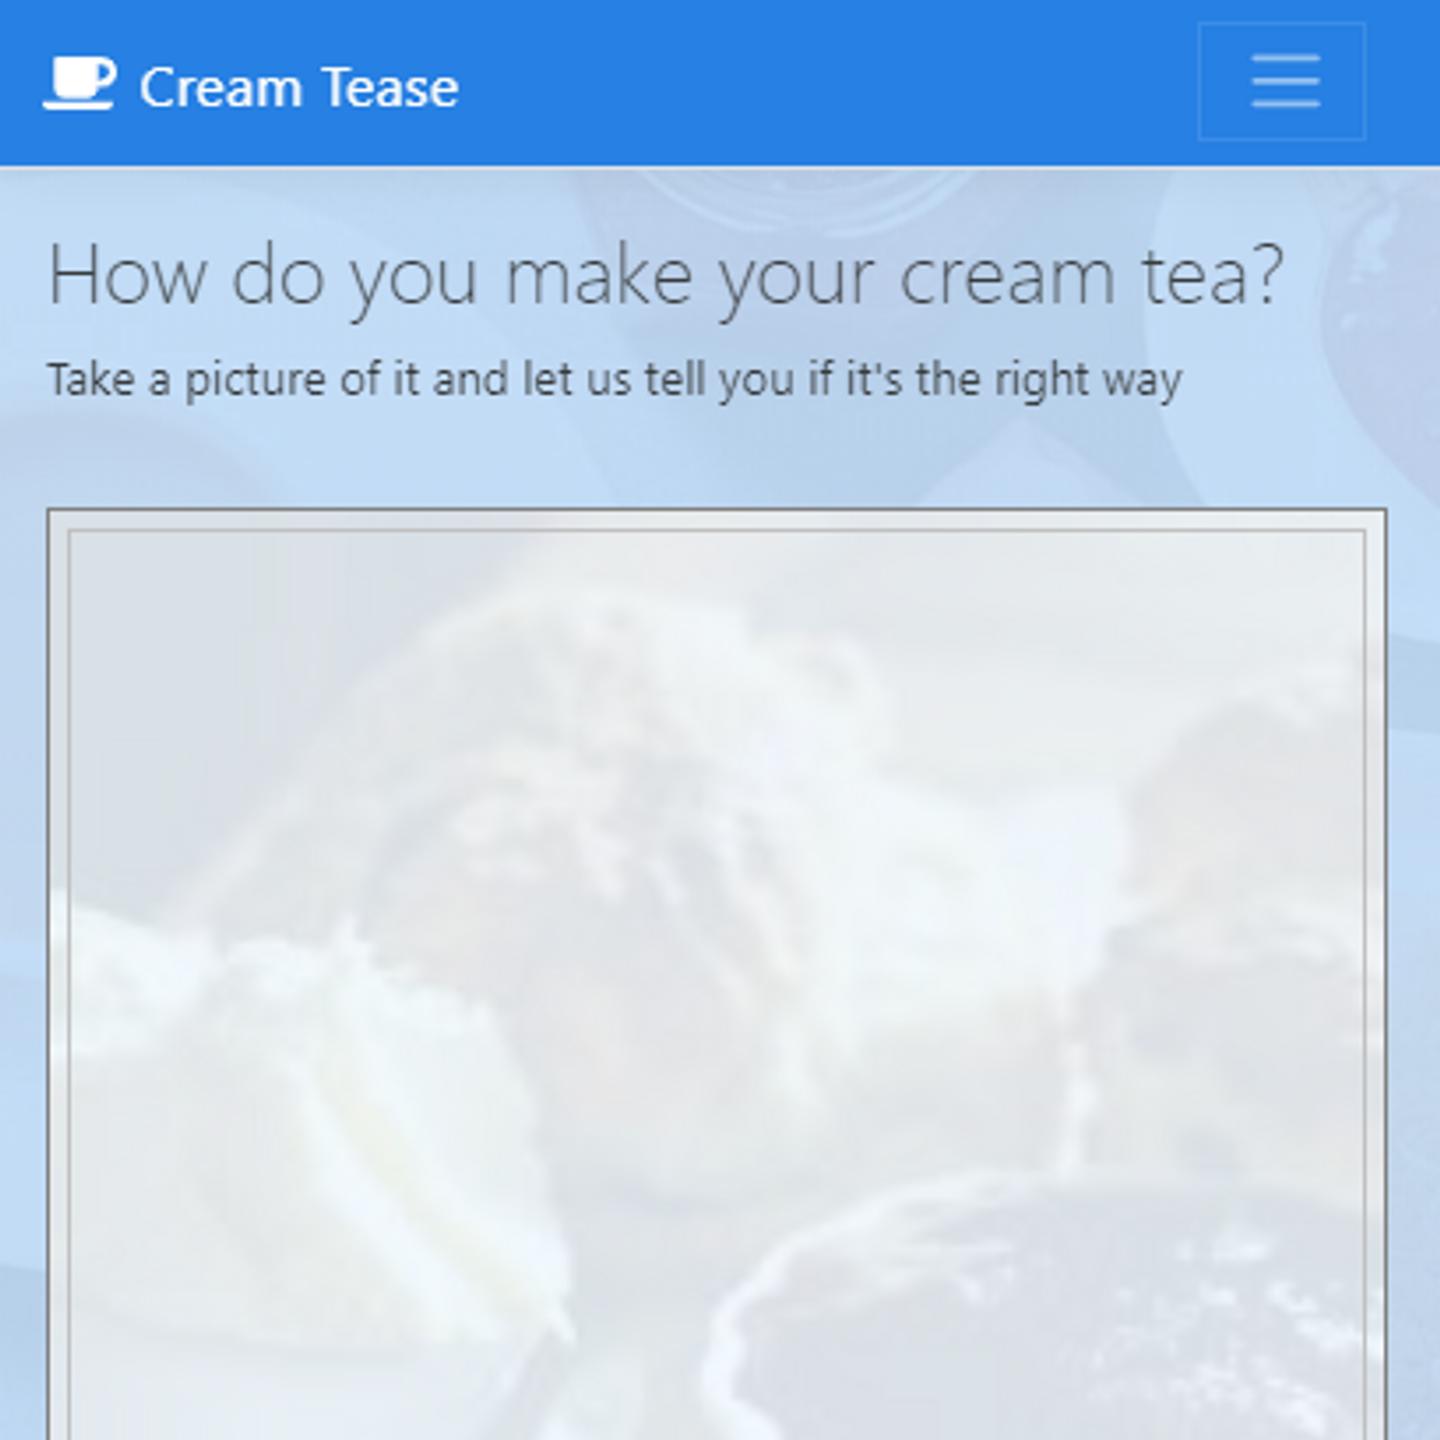 Cream Tease
How do you make your cream tea?
Take a picture of it and let us tell you if it's the right way